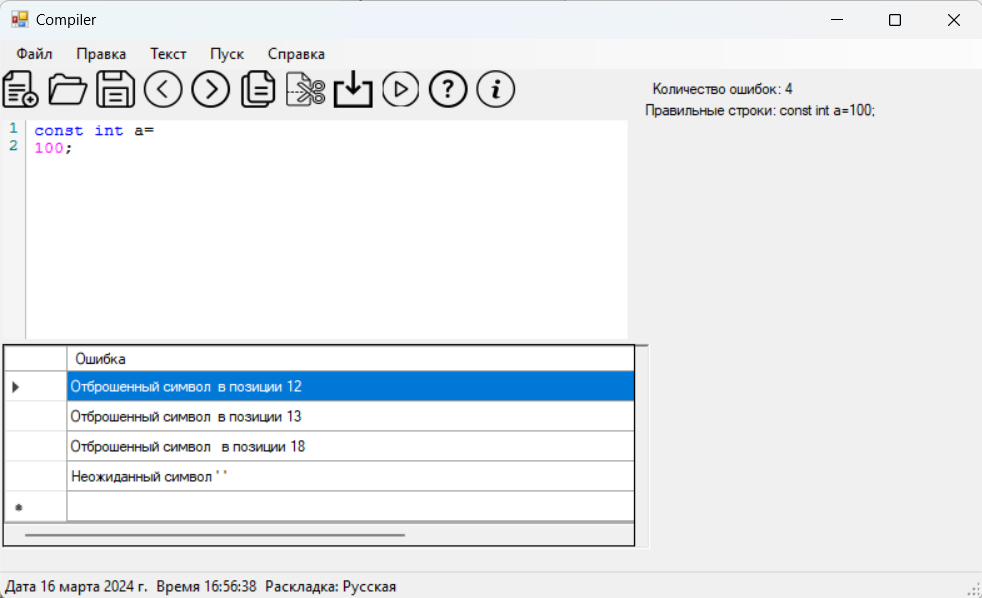 Compiler
Файл Правка Текст Пуск Справка
Количество ошибок: 4
Правильные строки: const int a=100;
1 const int a=
2 100;
Ошибка
Отброшенный символ  в позиции 12
Отброшенный символ  в позиции 13
Отброшенный символ   в позиции 18
Неожиданный символ ' '
Дата 16 марта 2024 г.  Время 16:56:38  Раскладка: Русская